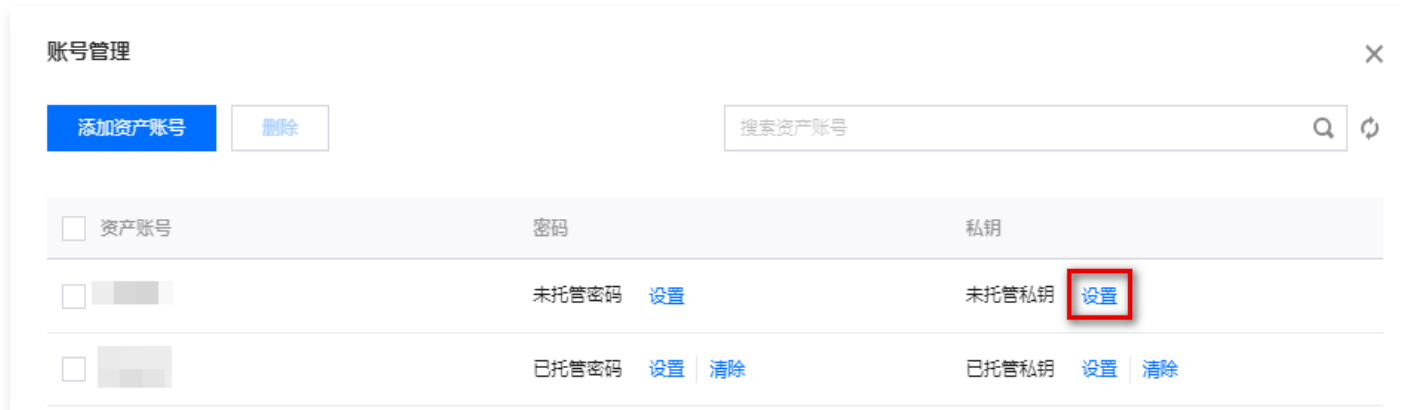 账号管理
添加资产账号 删除 搜索资产账号
资产账号 密码 私钥
未托管密码 设置 未托管私钥 设置
已托管密码 设置 清除 已托管私钥 设置 清除